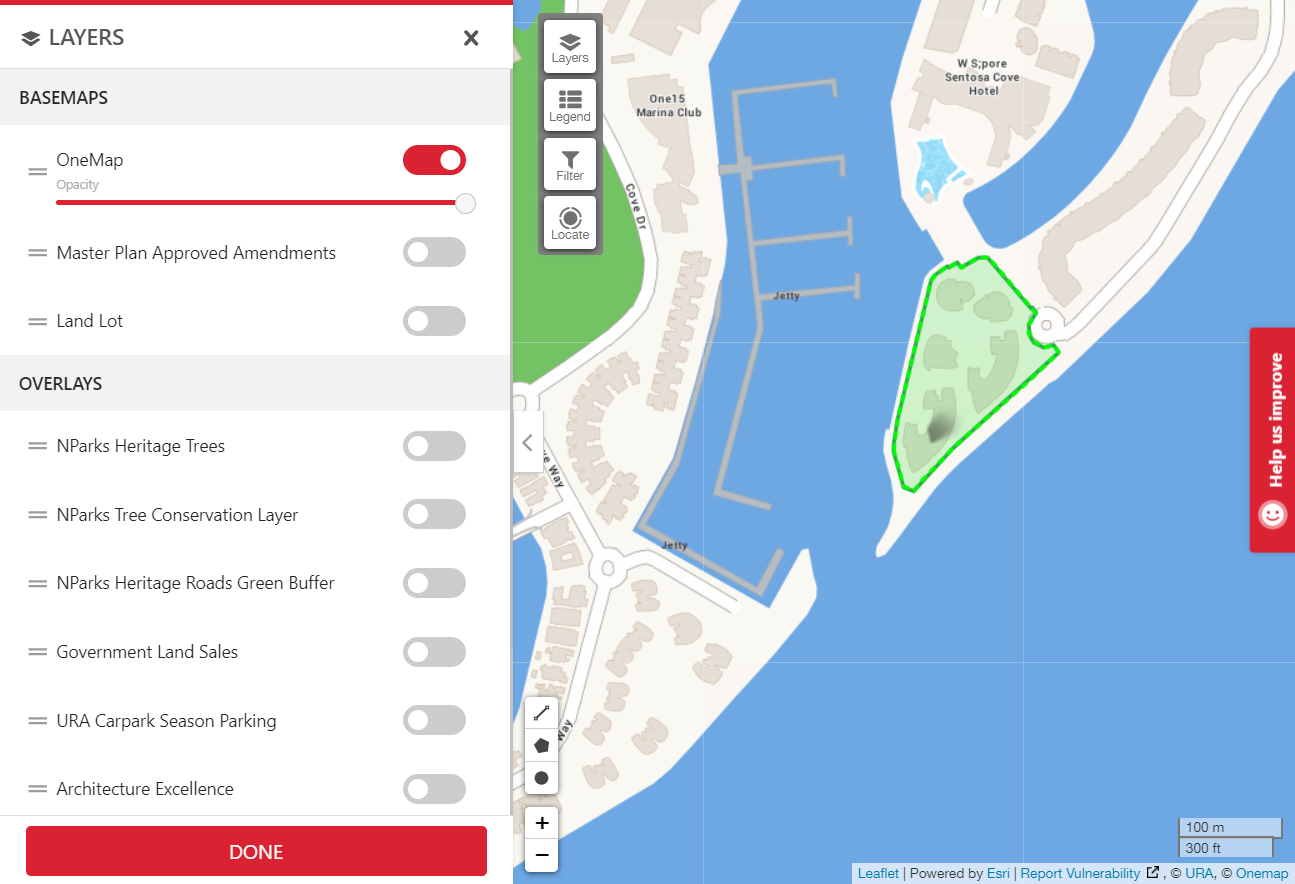 LAYERS
BASEMAPS
OneMap
Opacity
Master Plan Approved Amendments
Land Lot
OVERLAYS
NParks Heritage Trees
NParks Tree Conservation Layer
NParks Heritage Roads Green Buffer
Government Land Sales
URA Carpark Season Parking
Architecture Excellence
DONE
Layers
Legend
Filter
Locate
One15
Marina Club
W S;pore
Sentosa Cove
Hotel
Cove Dr
Jetty
Way
Jetty
Way
Help us improve
+
−
100 m
300 ft
Leaflet | Powered by Esri | Report Vulnerability , © URA, © Onemap